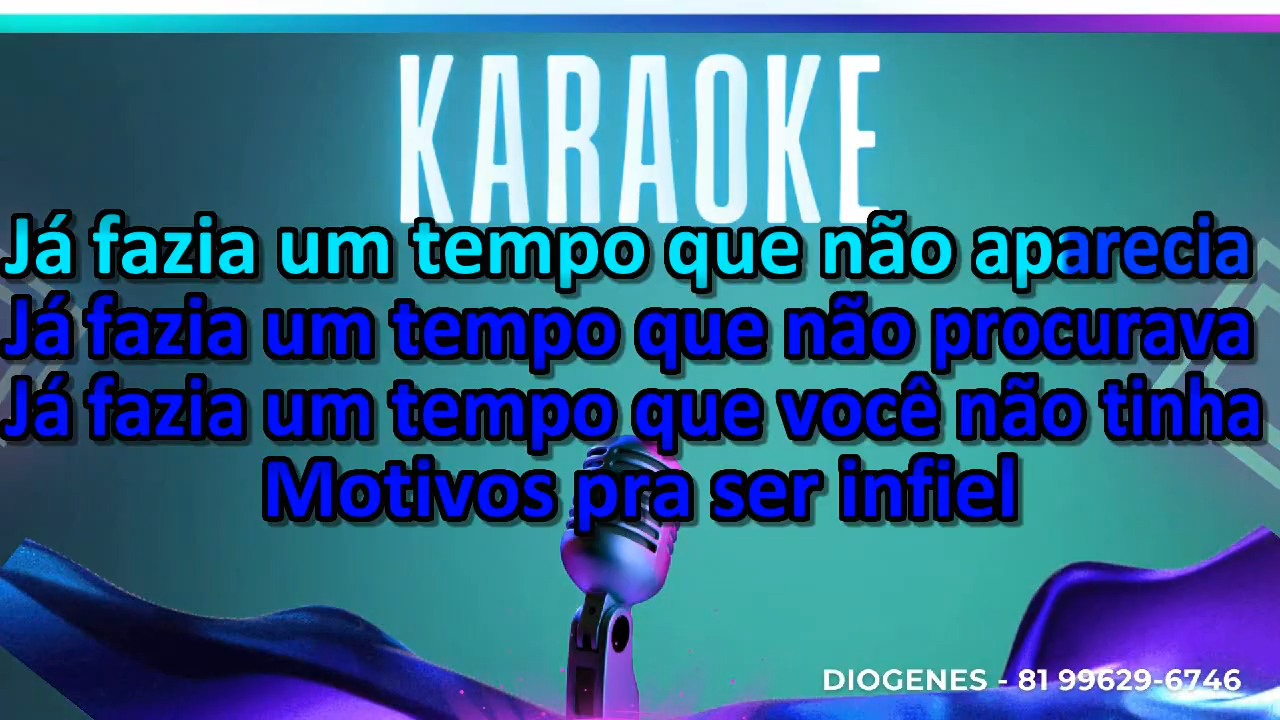 KARAOKE
Já fazia um tempo que não aparecia
Já fazia um tempo que não procurava
Já fazia um tempo que você não tinha
Motivos pra ser infiel
DIOGENES - 81 99629-6746